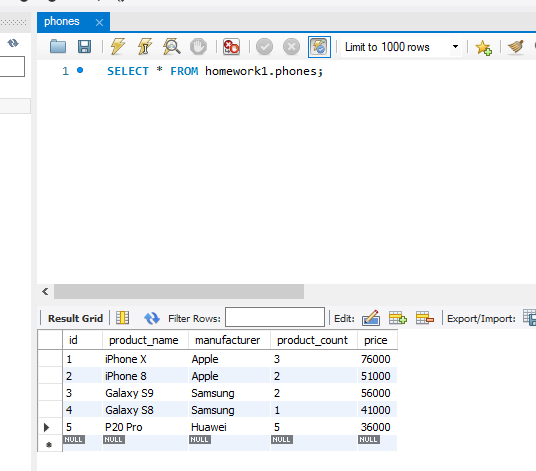 phones
Limit to 1000 rows
1 SELECT * FROM homework1.phones;
Result Grid Filter Rows: Edit: Export/Import:
id product_name manufacturer product_count price
1 iPhone X Apple 3 76000
2 iPhone 8 Apple 2 51000
3 Galaxy S9 Samsung 2 56000
4 Galaxy S8 Samsung 1 41000
5 P20 Pro Huawei 5 36000
NULL NULL NULL NULL NULL